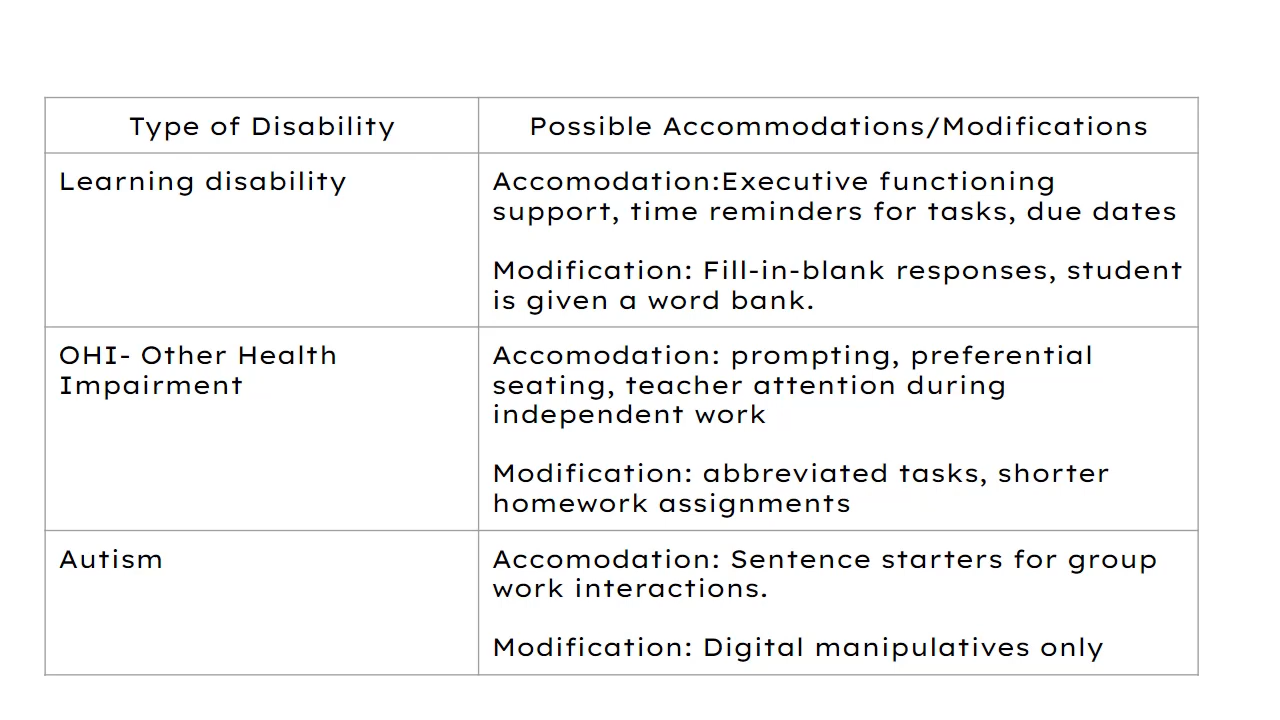 Type of Disability
Possible Accommodations/Modifications
Learning disability
Accomodation:Executive functioning
support, time reminders for tasks, due dates
Modification: Fill-in-blank responses, student
is given a word bank.
OHI- Other Health
Impairment
Accomodation: prompting, preferential
seating, teacher attention during
independent work
Modification: abbreviated tasks, shorter
homework assignments
Autism
Accomodation: Sentence starters for group
work interactions.
Modification: Digital manipulatives only